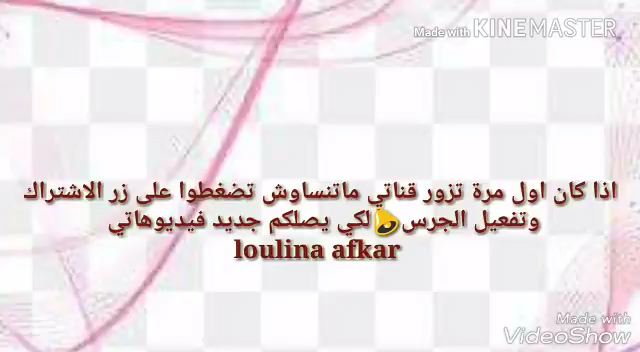 Made with KINEMASTER
اذا كان اول مرة تزور قناتي ماتنساوش تضغطوا على زر الاشتراك
وتفعيل الجرس🔔لكي يصلكم جديد فيديوهاتي
loulina afkar
Made with
VideoShow